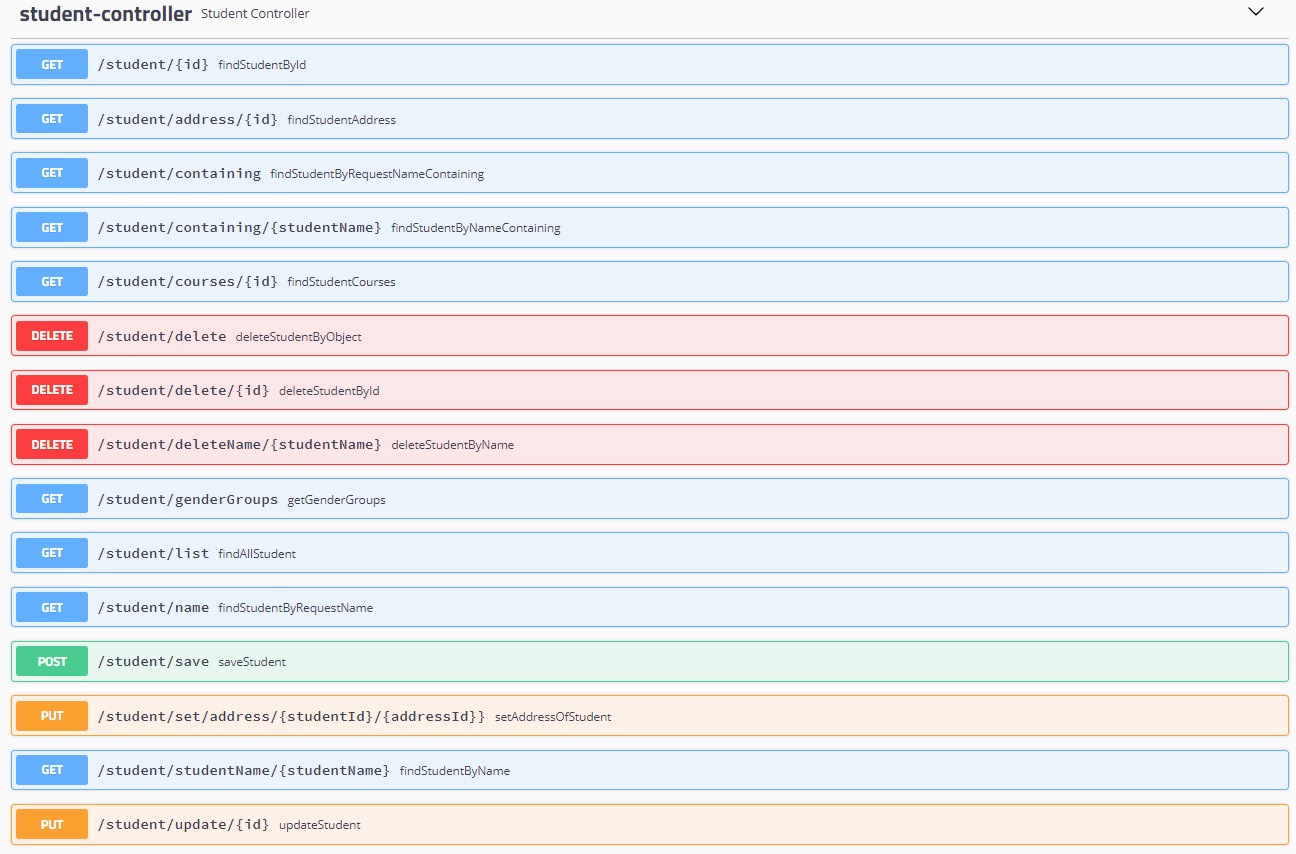 student-controller Student Controller
GET /student/{id} findStudentById
GET /student/address/{id} findStudentAddress
GET /student/containing findStudentByRequestNameContaining
GET /student/containing/{studentName} findStudentByNameContaining
GET /student/courses/{id} findStudentCourses
DELETE /student/delete deleteStudentByObject
DELETE /student/delete/{id} deleteStudentById
DELETE /student/deleteName/{studentName} deleteStudentByName
GET /student/genderGroups getGenderGroups
GET /student/list findAllStudent
GET /student/name findStudentByRequestName
POST /student/save saveStudent
PUT /student/set/address/{studentId}/{addressId}} setAddressOfStudent
GET /student/studentName/{studentName} findStudentByName
PUT /student/update/{id} updateStudent